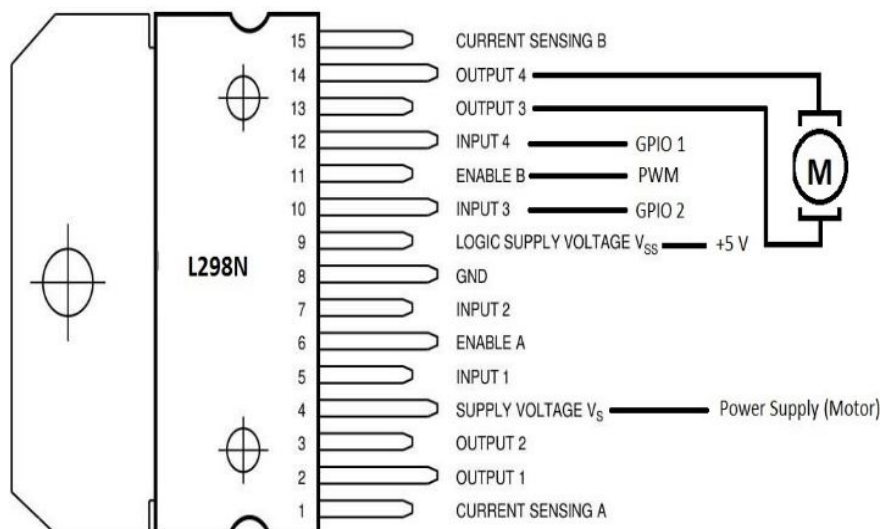 15 CURRENT SENSING B
14 OUTPUT 4
13 OUTPUT 3
12 INPUT 4 GPIO 1
M
11 ENABLE B PWM
10 INPUT 3 GPIO 2
9 LOGIC SUPPLY VOLTAGE VSS +5 V
L298N
8 GND
7 INPUT 2
6 ENABLE A
5 INPUT 1
4 SUPPLY VOLTAGE VS Power Supply (Motor)
3 OUTPUT 2
2 OUTPUT 1
1 CURRENT SENSING A